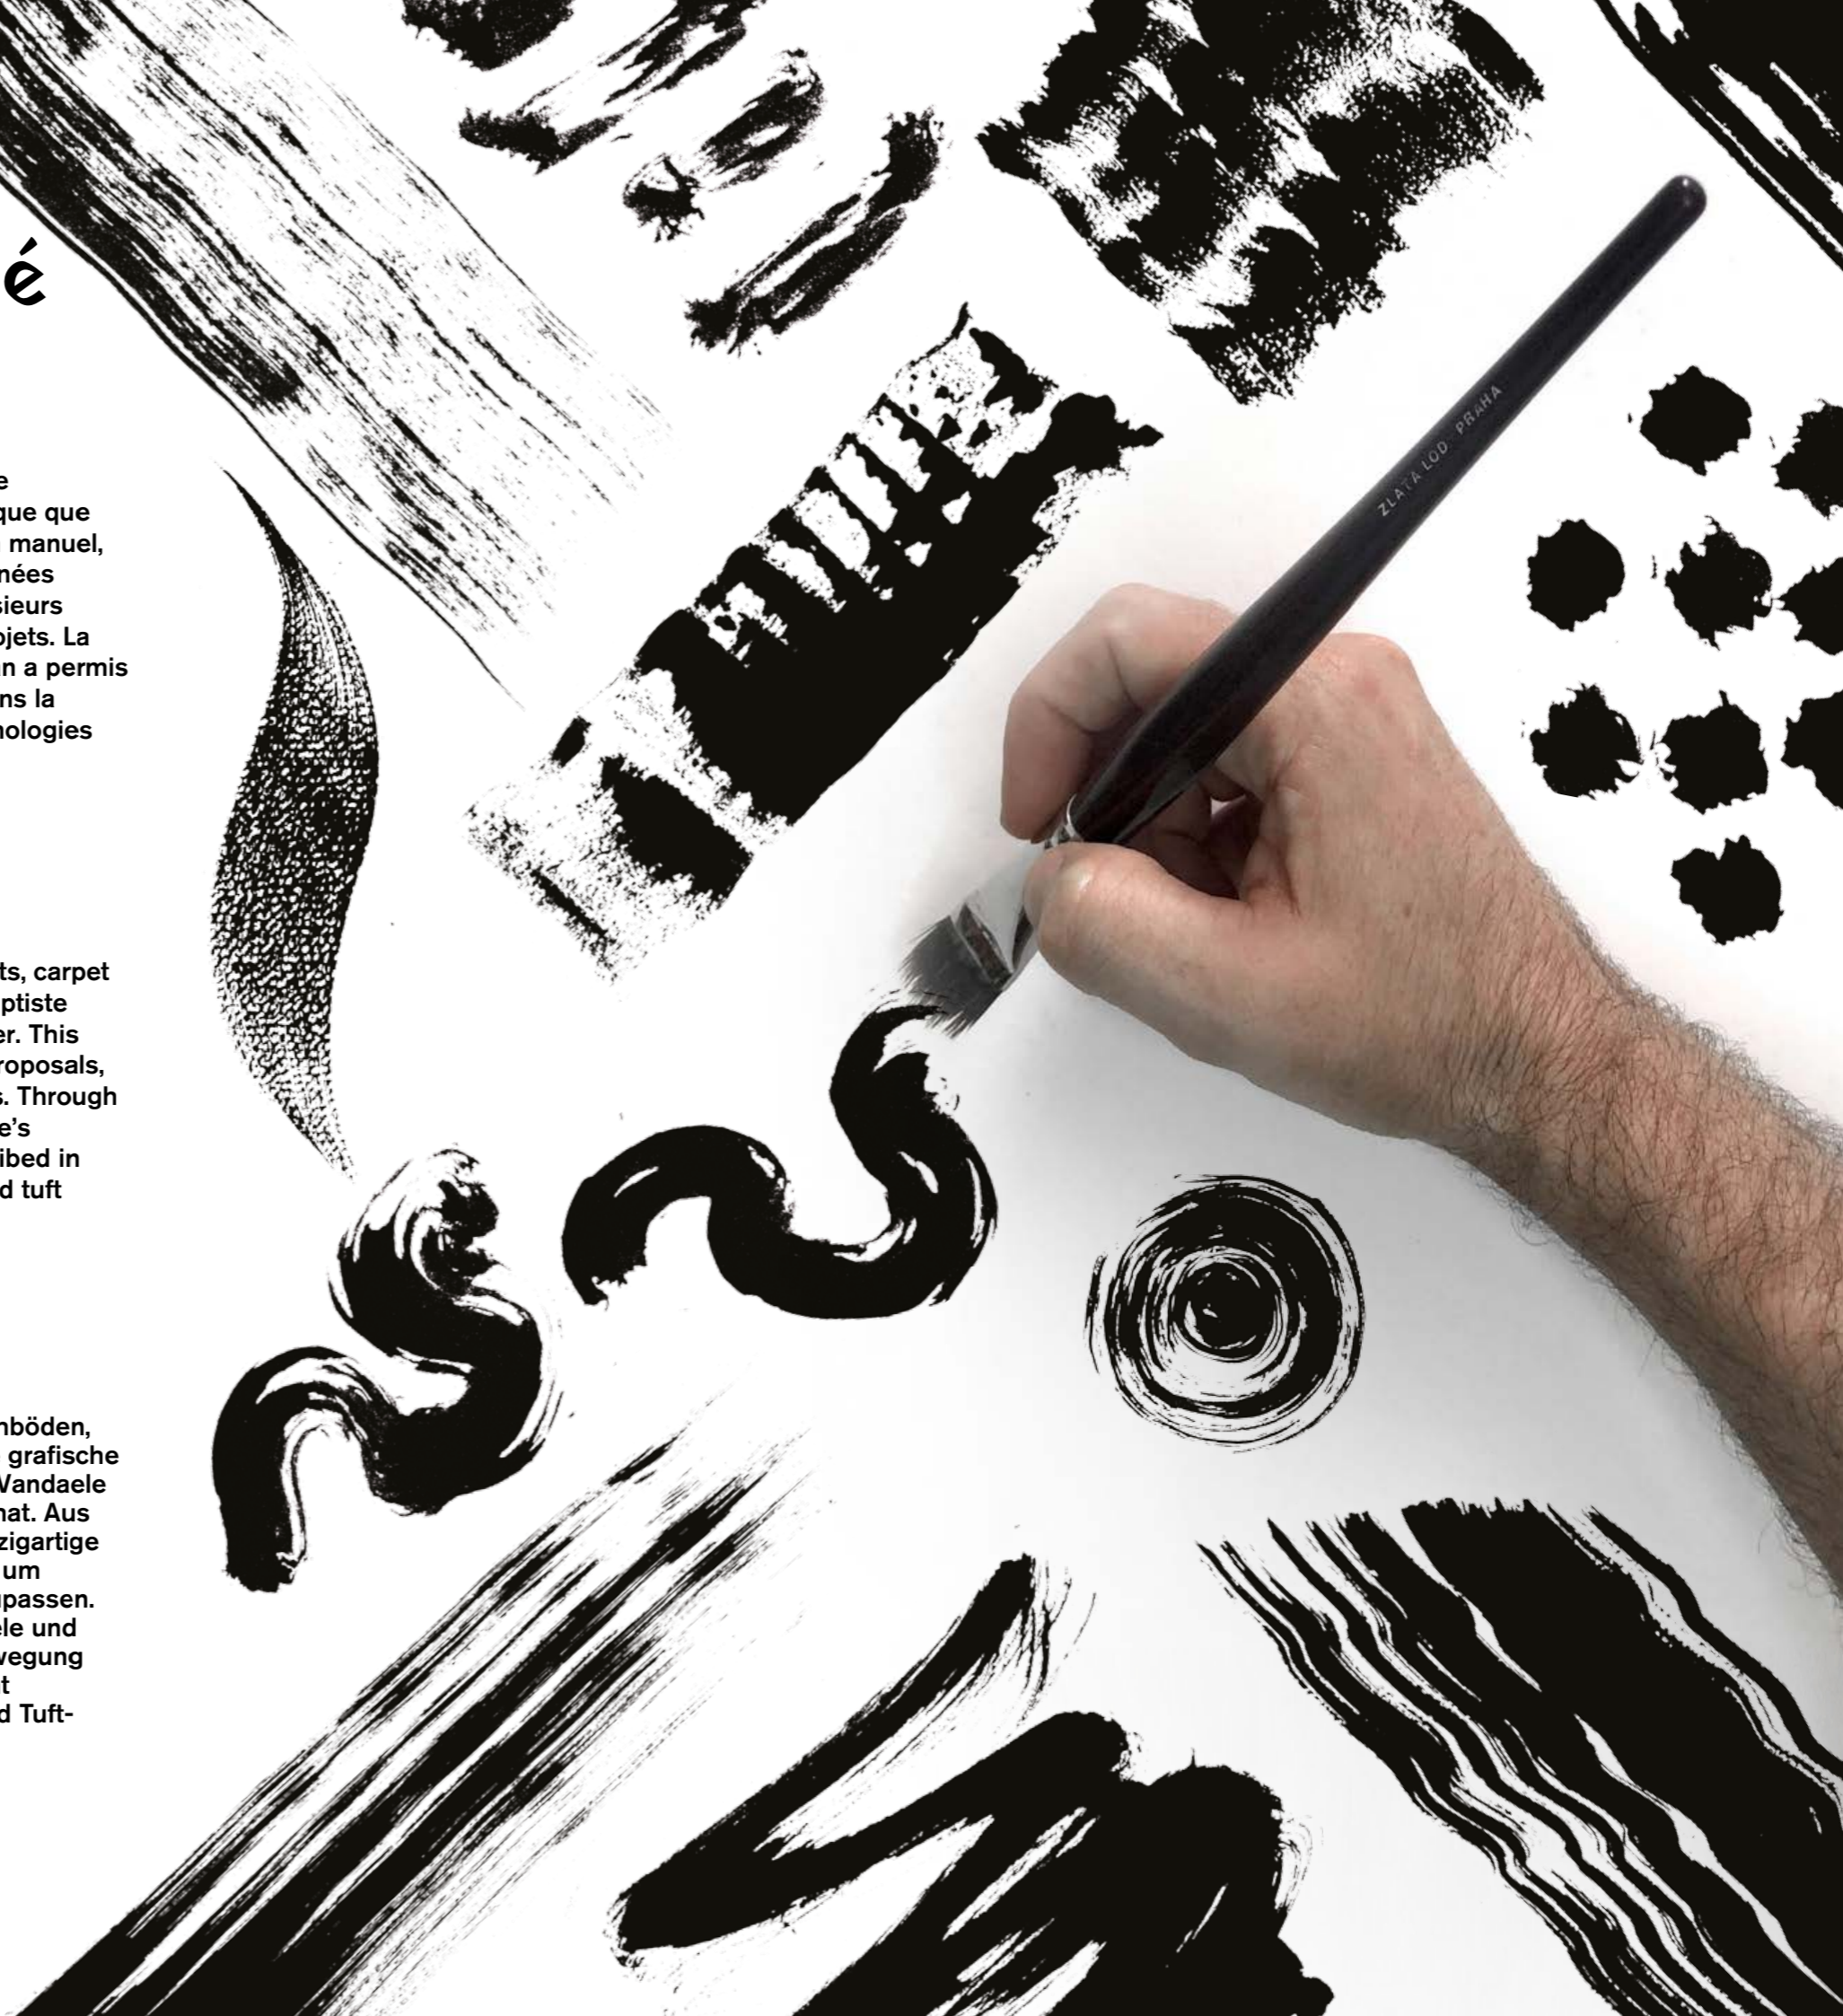 é
e
que que
manuel,
nées
sieurs
ojets. La
an a permis
ns la
nologies
ts, carpet
ptiste
er. This
roposals,
s. Through
e’s
ibed in
d tuft
nböden,
grafische
Vandaele
hat. Aus
zigartige
um
passen.
ele und
wegung
t
d Tuft-
ZLATÁ LOĎ PRAHA